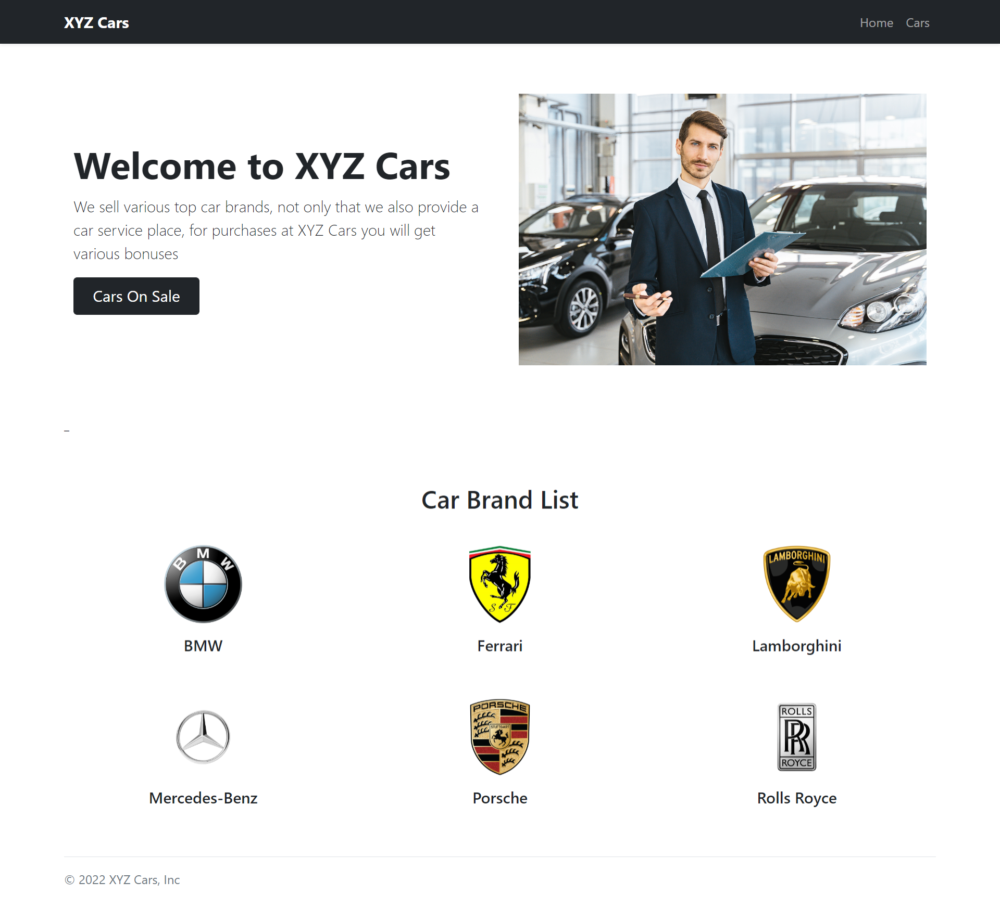 XYZ Cars
Home Cars
Welcome to XYZ Cars
We sell various top car brands, not only that we also provide a
car service place, for purchases at XYZ Cars you will get
various bonuses
Cars On Sale
_
Car Brand List
BMW
S F
LAMBORGHINI
BMW
Ferrari
Lamborghini
PORSCHE
STUTTGART
ROLLS
RR
ROYCE
Mercedes-Benz
Porsche
Rolls Royce
© 2022 XYZ Cars, Inc